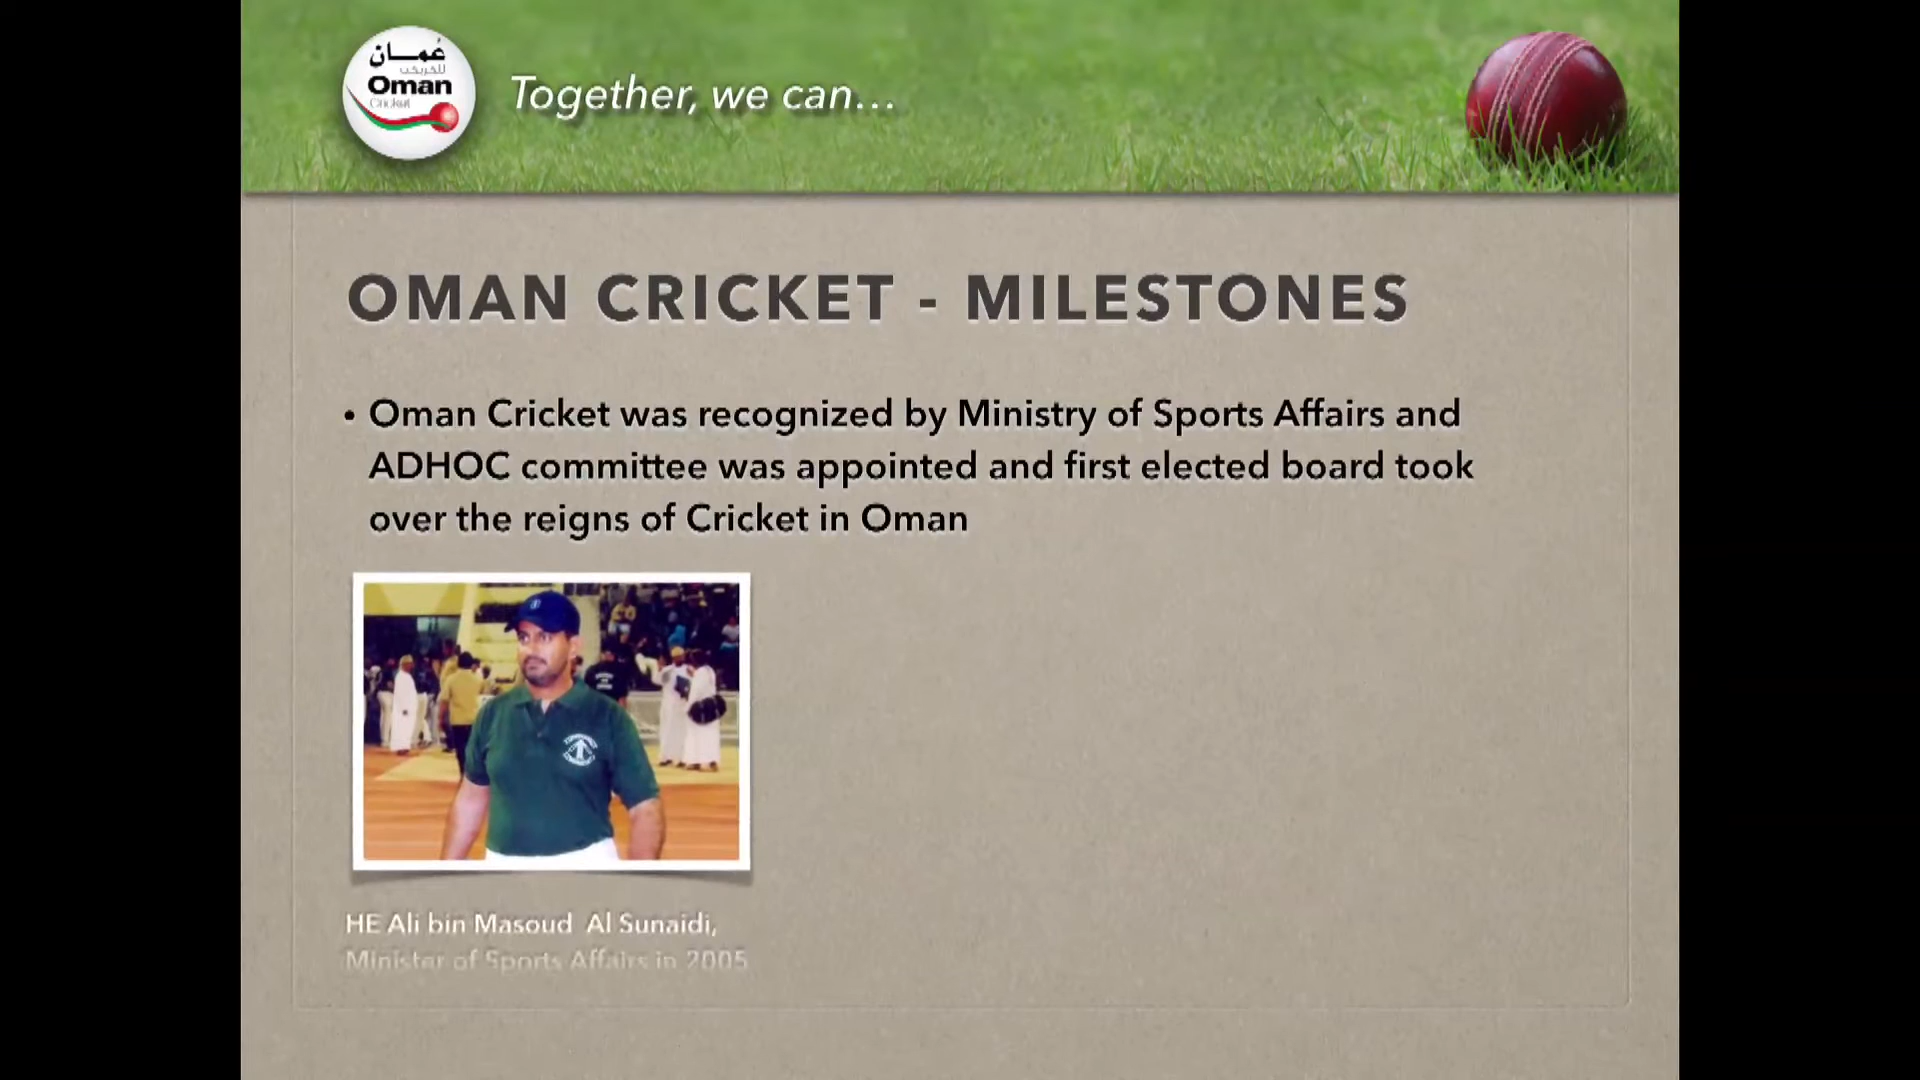 عُمان
للكريكت
Oman
Cricket
Together, we can...
OMAN CRICKET - MILESTONES
• Oman Cricket was recognized by Ministry of Sports Affairs and
ADHOC committee was appointed and first elected board took
over the reigns of Cricket in Oman
HE Ali bin Masoud Al Sunaidi,
Minister of Sports Affairs in 2005